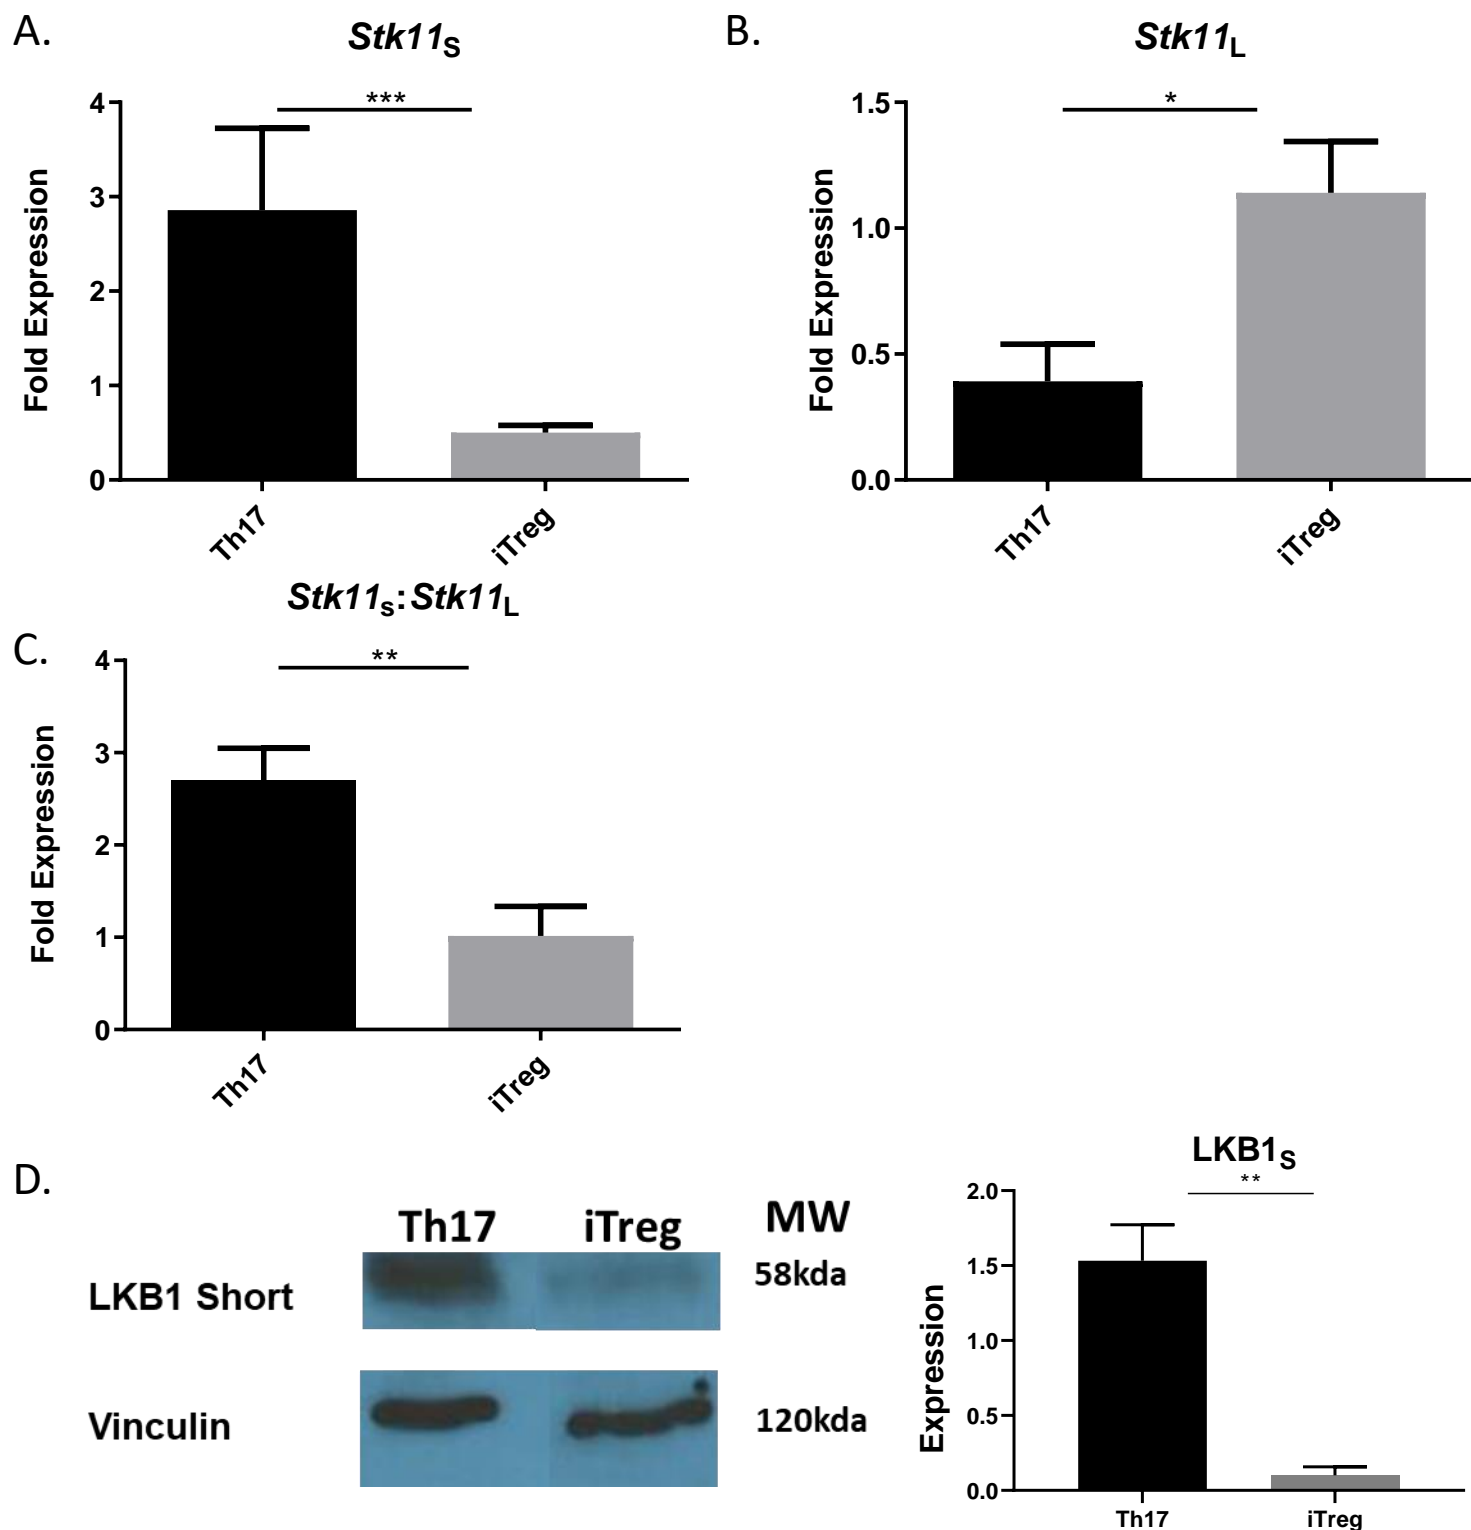 A.
Stk11S
***
Fold Expression
4
3
2
1
0
Th17
iTreg
B.
Stk11L
*
Fold Expression
1.5
1.0
0.5
0.0
Th17
iTreg
C.
Stk11s:Stk11L
**
Fold Expression
4
3
2
1
0
Th17
iTreg
D.
Th17 iTreg MW
LKB1 Short 58kda
Vinculin 120kda
LKB1S
**
Expression
2.0
1.5
1.0
0.5
0.0
Th17 iTreg